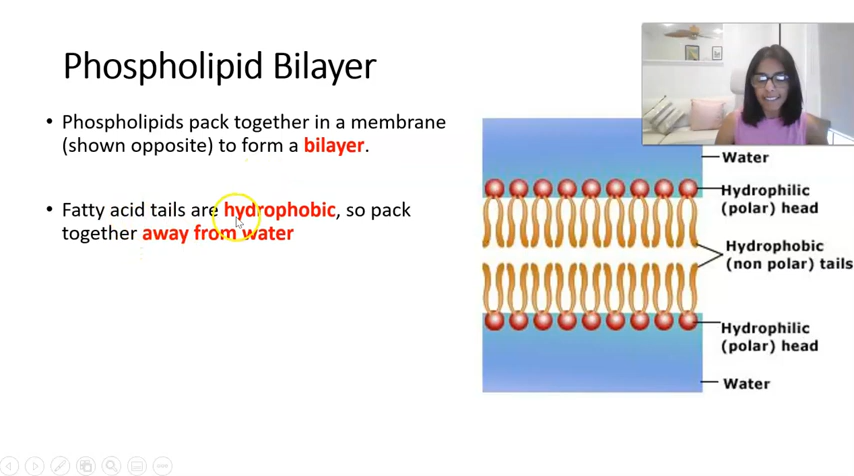 Phospholipid Bilayer
• Phospholipids pack together in a membrane
(shown opposite) to form a bilayer.
• Fatty acid tails are hydrophobic, so pack
together away from water
Water
Hydrophilic
(polar) head
Hydrophobic
(non polar) tails
Hydrophilic
(polar) head
Water